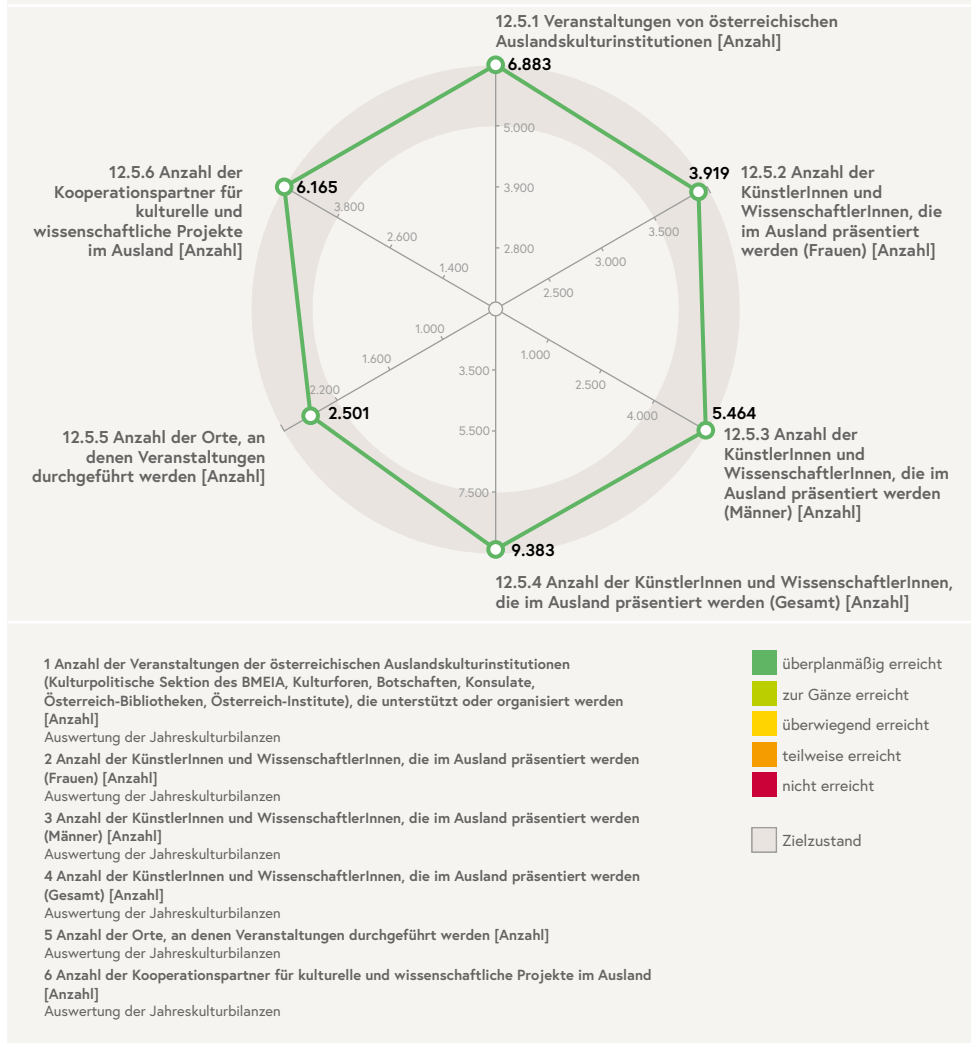 12.5.1 Veranstaltungen von österreichischen
Auslandskulturinstitutionen [Anzahl]
6.883
5.000
3.900
2.800
12.5.6 Anzahl der
Kooperationspartner für
kulturelle und
wissenschaftliche Projekte
im Ausland [Anzahl]
6.165
3.800
2.600
1.400
3.919
12.5.2 Anzahl der
KünstlerInnen und
WissenschaftlerInnen, die
im Ausland präsentiert
werden (Frauen) [Anzahl]
3.500
3.000
2.500
1.000
1.600
2.200
2.501
12.5.5 Anzahl der Orte, an
denen Veranstaltungen
durchgeführt werden [Anzahl]
1.000
2.500
4.000
5.464
12.5.3 Anzahl der
KünstlerInnen und
WissenschaftlerInnen, die im
Ausland präsentiert werden
(Männer) [Anzahl]
3.500
5.500
7.500
9.383
12.5.4 Anzahl der KünstlerInnen und WissenschaftlerInnen,
die im Ausland präsentiert werden (Gesamt) [Anzahl]
1 Anzahl der Veranstaltungen der österreichischen Auslandskulturinstitutionen
(Kulturpolitische Sektion des BMEIA, Kulturforen, Botschaften, Konsulate,
Österreich-Bibliotheken, Österreich-Institute), die unterstützt oder organisiert werden
[Anzahl]
Auswertung der Jahreskulturbilanzen
2 Anzahl der KünstlerInnen und WissenschaftlerInnen, die im Ausland präsentiert werden
(Frauen) [Anzahl]
Auswertung der Jahreskulturbilanzen
3 Anzahl der KünstlerInnen und WissenschaftlerInnen, die im Ausland präsentiert werden
(Männer) [Anzahl]
Auswertung der Jahreskulturbilanzen
4 Anzahl der KünstlerInnen und WissenschaftlerInnen, die im Ausland präsentiert werden
(Gesamt) [Anzahl]
Auswertung der Jahreskulturbilanzen
5 Anzahl der Orte, an denen Veranstaltungen durchgeführt werden [Anzahl]
Auswertung der Jahreskulturbilanzen
6 Anzahl der Kooperationspartner für kulturelle und wissenschaftliche Projekte im Ausland
[Anzahl]
Auswertung der Jahreskulturbilanzen
überplanmäßig erreicht
zur Gänze erreicht
überwiegend erreicht
teilweise erreicht
nicht erreicht
Zielzustand